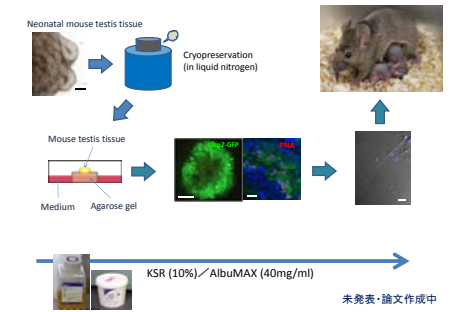 Neonatal mouse testis tissue
Cryopreservation
(in liquid nitrogen)
Mouse testis tissue
-GFP
PNA
Medium
Agarose gel
KSR (10%)／AlbuMAX (40mg/ml)
未発表・論文作成中